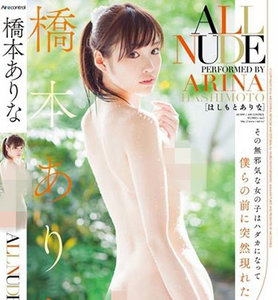 Air control
橋本ありな
ALL NUDE
橋本あり
ALL
NUDE
PERFORMED BY
ARINA
HASHIMOTO
[はしもとありな]
その無邪気な女の子はハダカになって
僕らの前に突然現れた